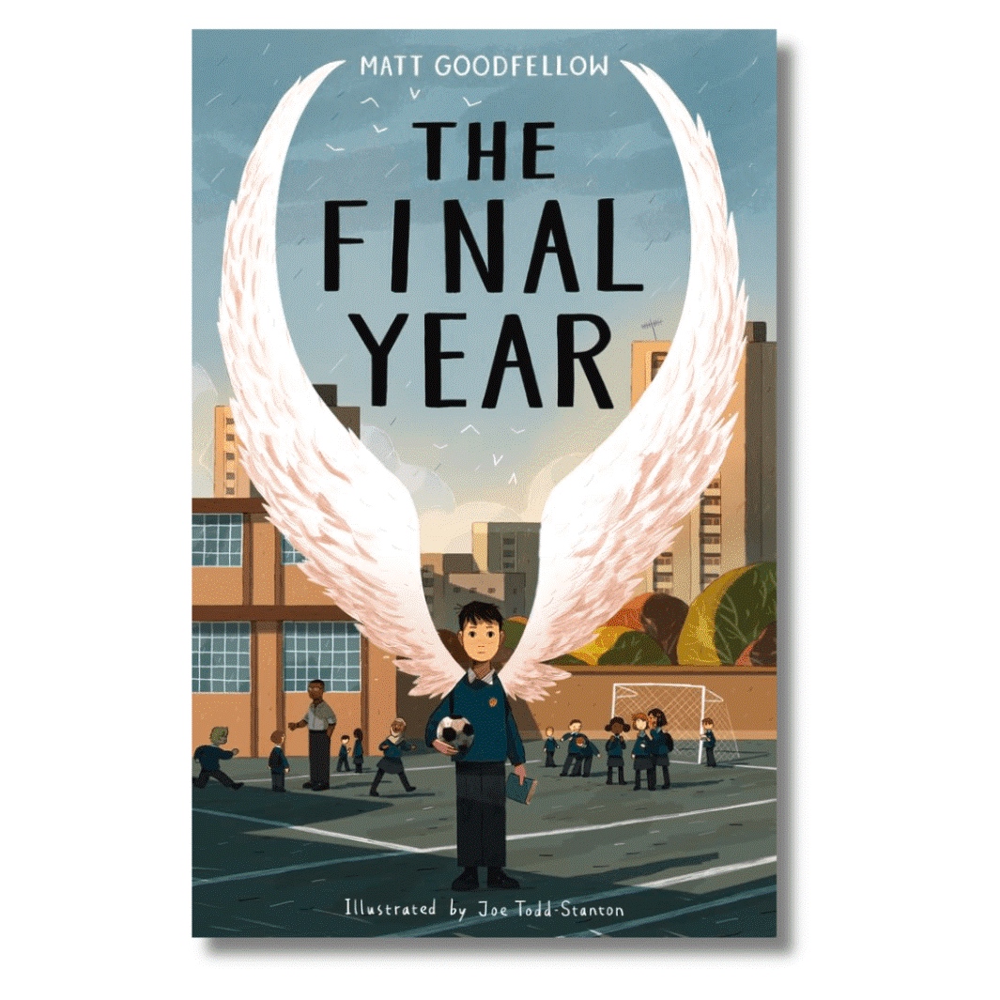 MATT GOODFELLOW
THE
FINAL
YEAR
Illustrated by Joe Todd-Stanton